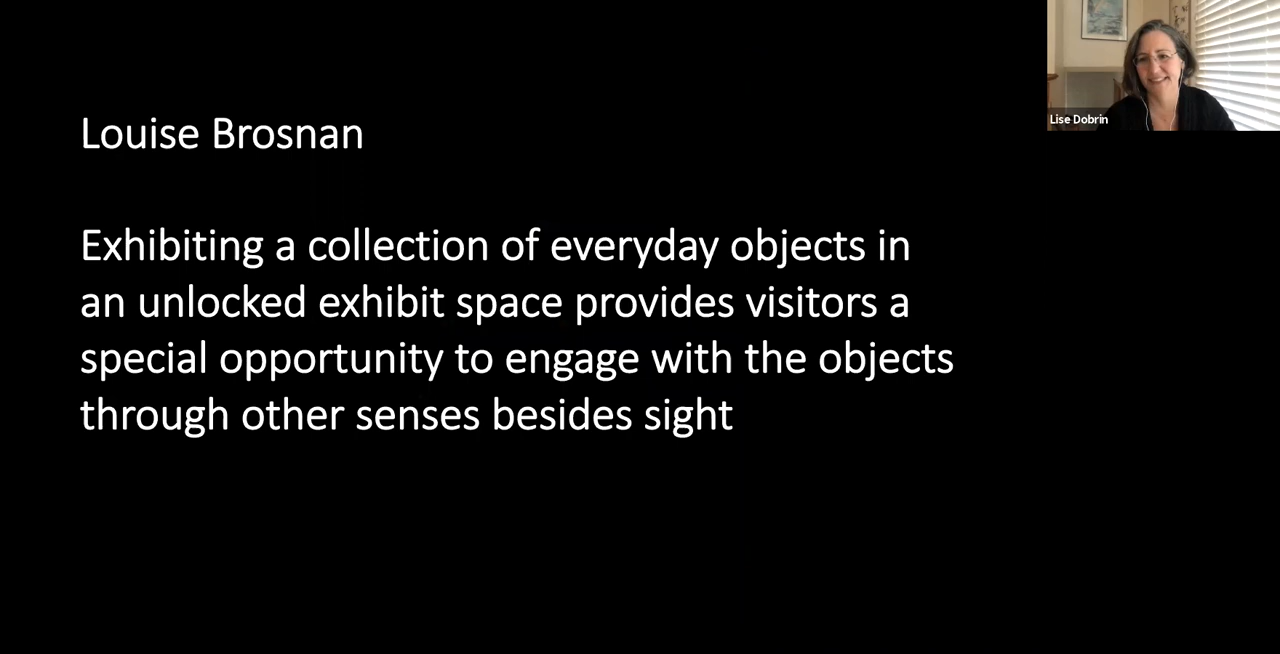 Louise Brosnan
Exhibiting a collection of everyday objects in
an unlocked exhibit space provides visitors a
special opportunity to engage with the objects
through other senses besides sight
Lise Dobrin